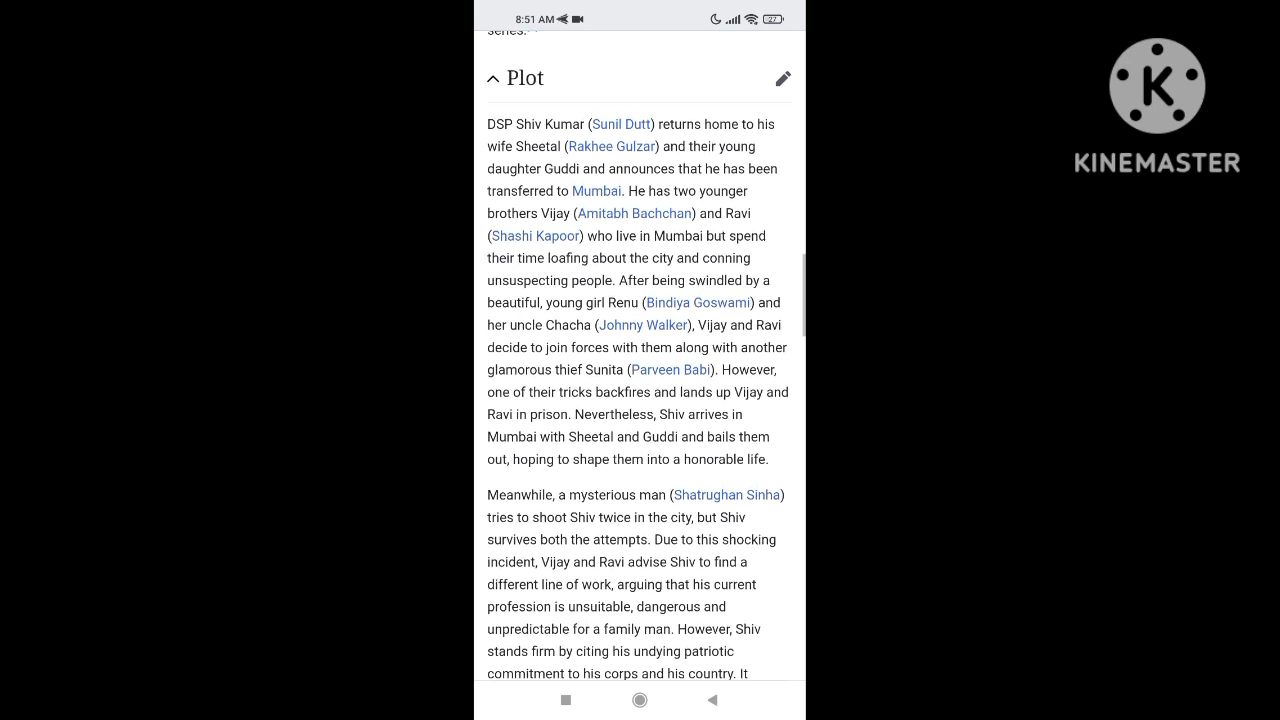 8:51 AM
27
series.
Plot
DSP Shiv Kumar (Sunil Dutt) returns home to his
wife Sheetal (Rakhee Gulzar) and their young
daughter Guddi and announces that he has been
transferred to Mumbai. He has two younger
brothers Vijay (Amitabh Bachchan) and Ravi
(Shashi Kapoor) who live in Mumbai but spend
their time loafing about the city and conning
unsuspecting people. After being swindled by a
beautiful, young girl Renu (Bindiya Goswami) and
her uncle Chacha (Johnny Walker), Vijay and Ravi
decide to join forces with them along with another
glamorous thief Sunita (Parveen Babi). However,
one of their tricks backfires and lands up Vijay and
Ravi in prison. Nevertheless, Shiv arrives in
Mumbai with Sheetal and Guddi and bails them
out, hoping to shape them into a honorable life.
Meanwhile, a mysterious man (Shatrughan Sinha)
tries to shoot Shiv twice in the city, but Shiv
survives both the attempts. Due to this shocking
incident, Vijay and Ravi advise Shiv to find a
different line of work, arguing that his current
profession is unsuitable, dangerous and
unpredictable for a family man. However, Shiv
stands firm by citing his undying patriotic
commitment to his corps and his country. It
K
KINEMASTER